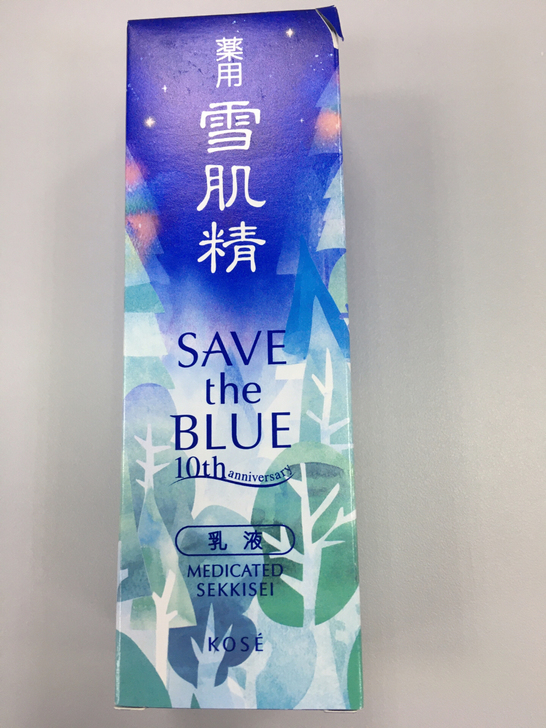 薬用
雪肌精
SAVE
the
BLUE
10th anniversary
乳液
MEDICATED
SEKKISEI
KOSÉ